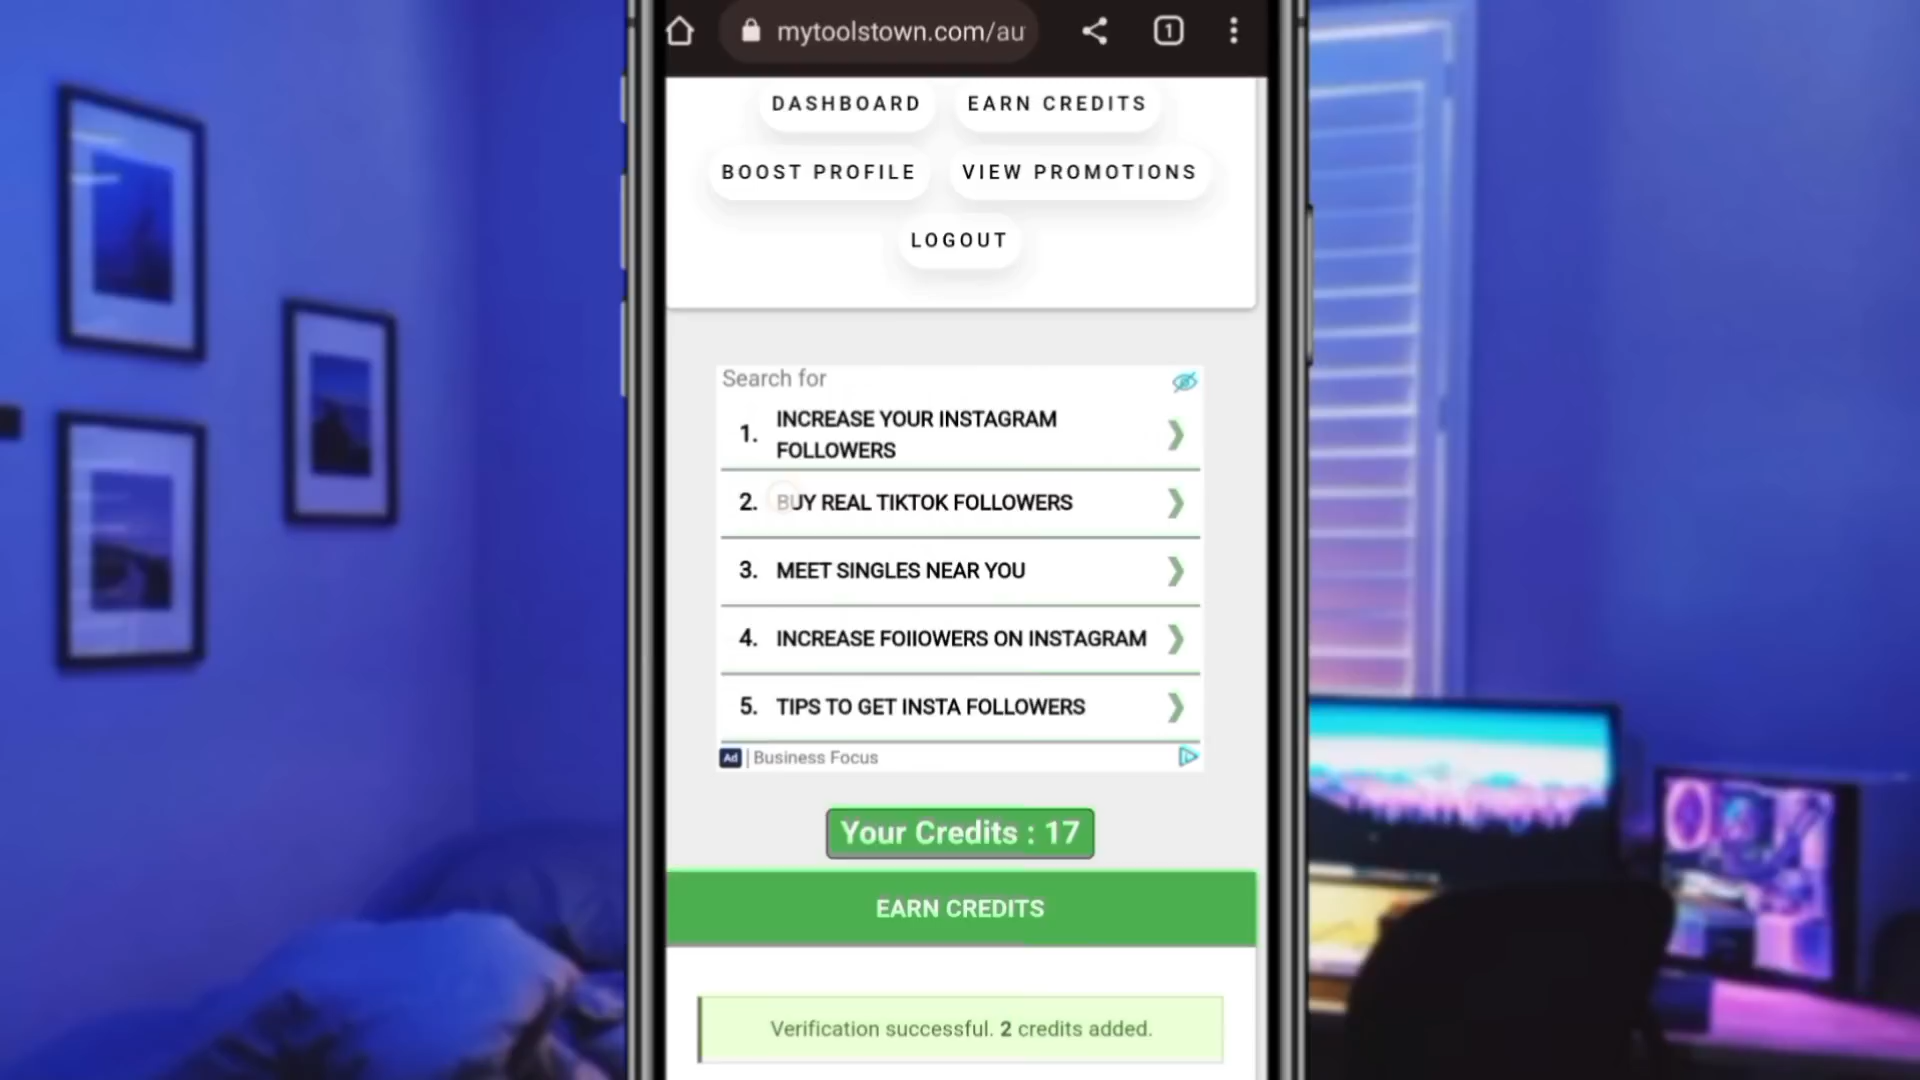 mytoolstown.com/au
1
DASHBOARD
EARN CREDITS
BOOST PROFILE
VIEW PROMOTIONS
LOGOUT
Search for
1. INCREASE YOUR INSTAGRAM
FOLLOWERS
2. BUY REAL TIKTOK FOLLOWERS
3. MEET SINGLES NEAR YOU
4. INCREASE FOIIOWERS ON INSTAGRAM
5. TIPS TO GET INSTA FOLLOWERS
Ad | Business Focus
Your Credits : 17
EARN CREDITS
Verification successful. 2 credits added.